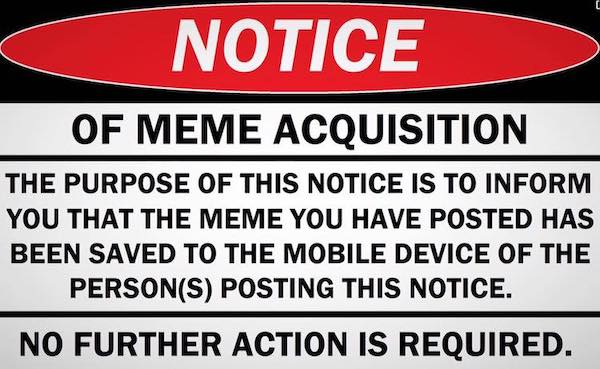 NOTICE
OF MEME ACQUISITION
THE PURPOSE OF THIS NOTICE IS TO INFORM
YOU THAT THE MEME YOU HAVE POSTED HAS
BEEN SAVED TO THE MOBILE DEVICE OF THE
PERSON(S) POSTING THIS NOTICE.
NO FURTHER ACTION IS REQUIRED.